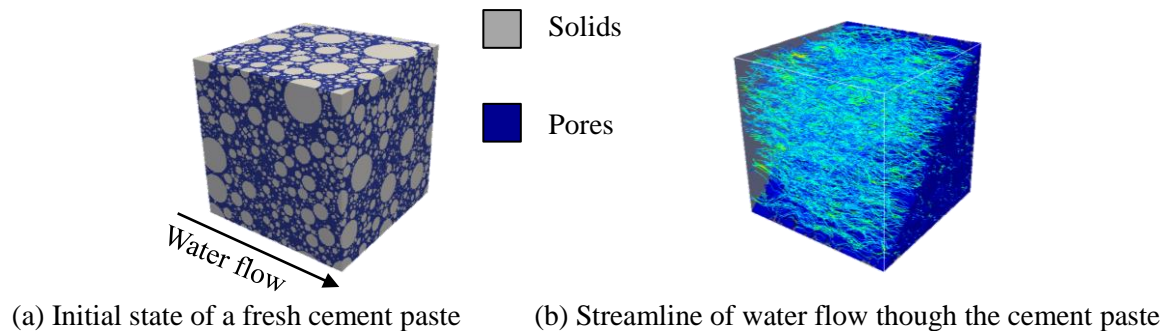 Solids
Pores
Water flow
(a) Initial state of a fresh cement paste
(b) Streamline of water flow though the cement paste